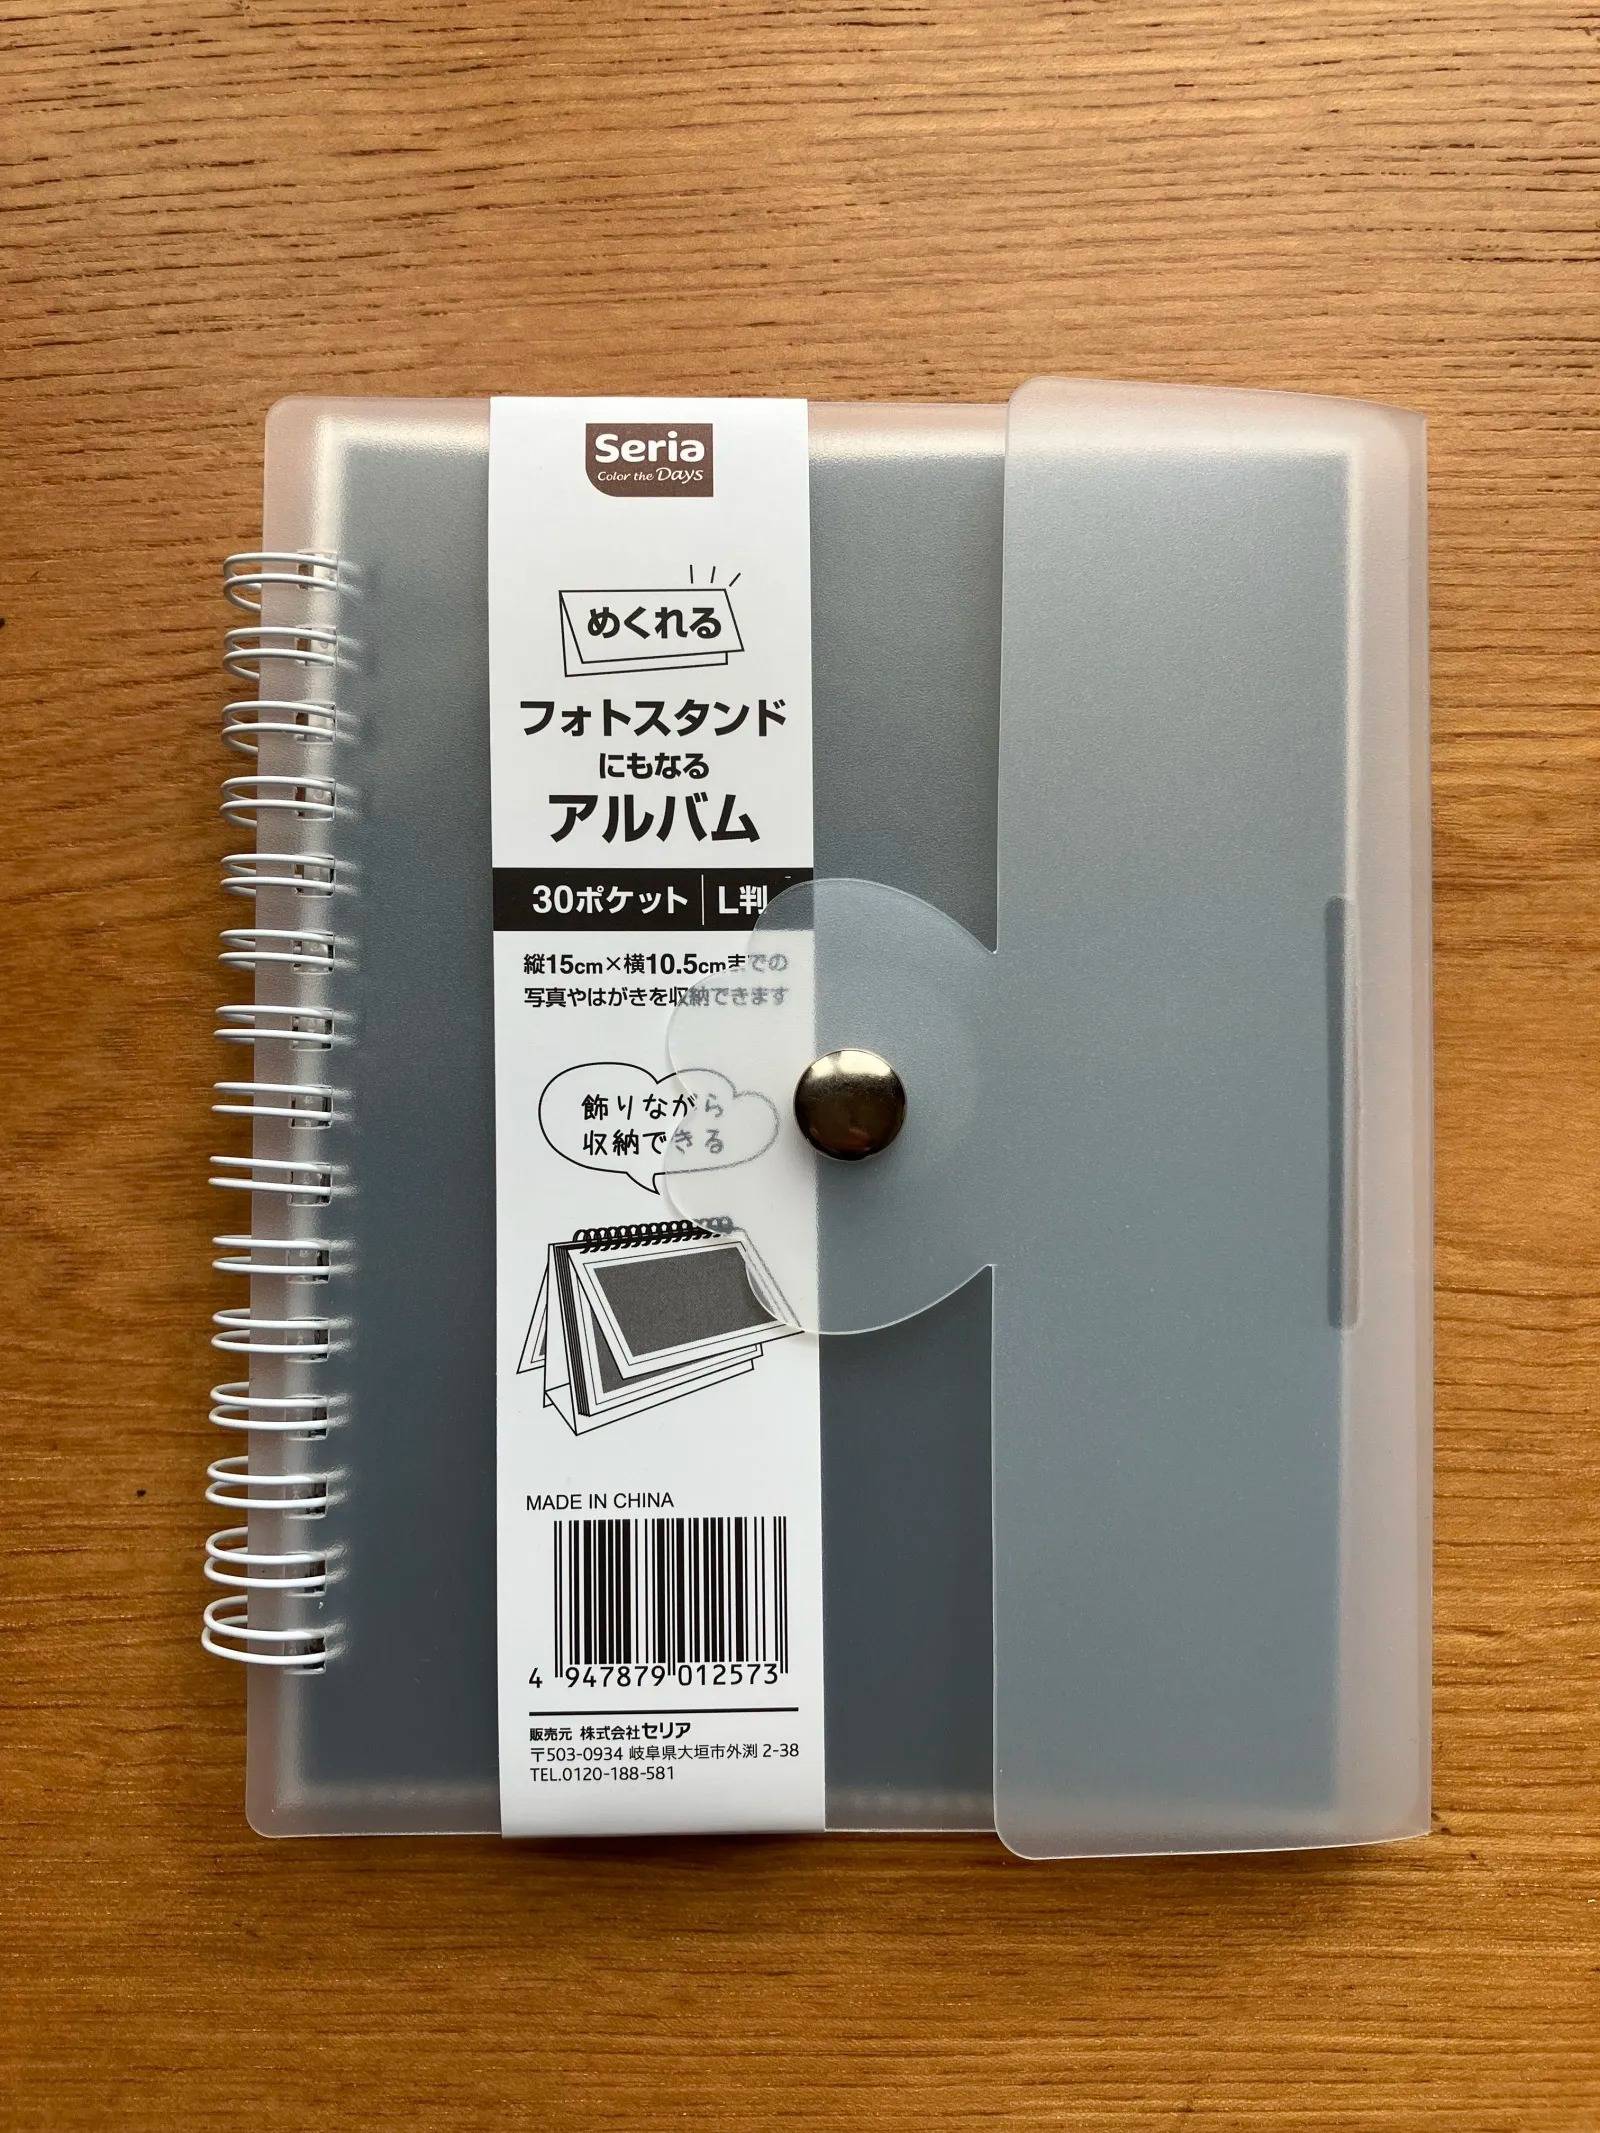 Seria
Color the Days
めくれる
フォトスタンド
にもなる
アルバム
30ポケット L判
縦15cm×横10.5cmまでの
写真やはがきを収納できます
飾りながら
収納できる
MADE IN CHINA
4 947879 012573
販売元 株式会社セリア
〒503-0934 岐阜県大垣市外渕 2-38
TEL.0120-188-581